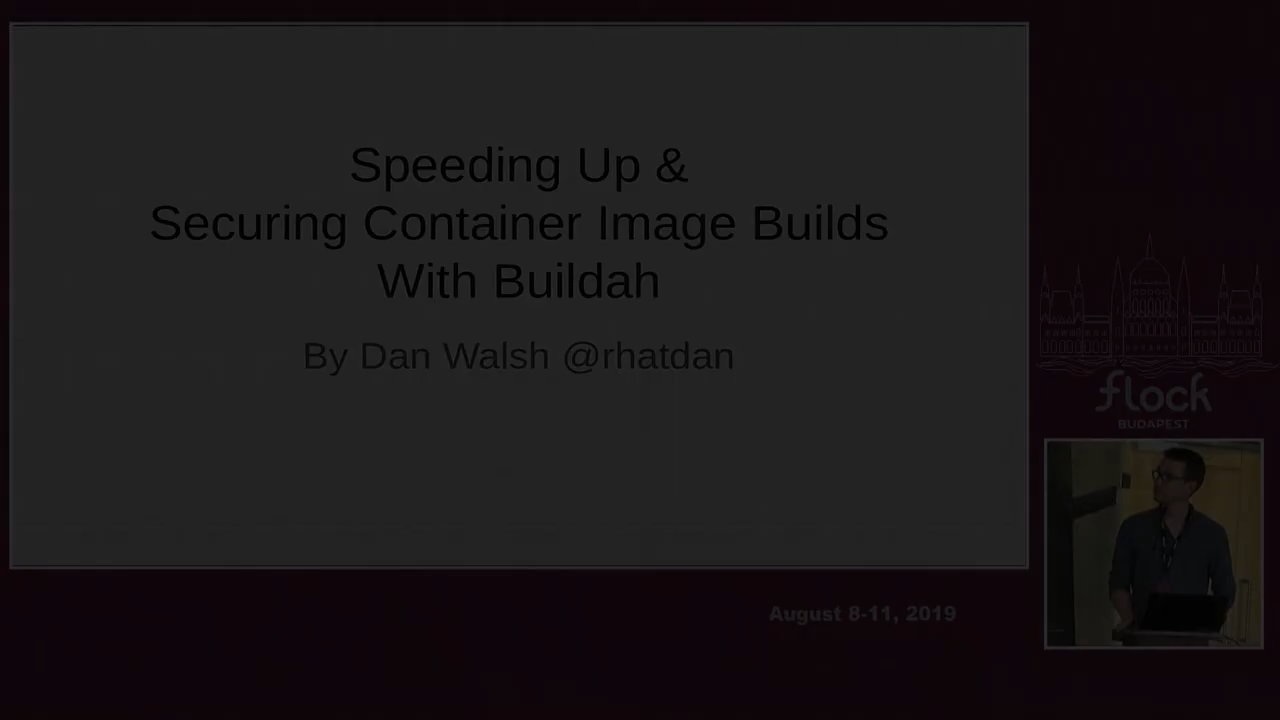 Speeding Up &
Securing Container Image Builds
With Buildah
By Dan Walsh @rhatdan
flock
BUDAPEST
August 8-11, 2019